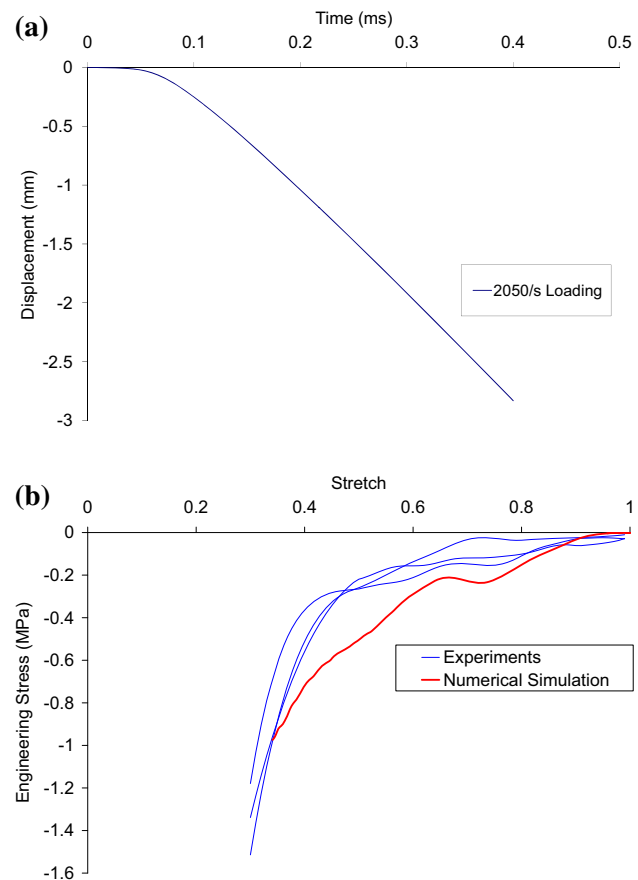 (a)
Time (ms)
0 0.1 0.2 0.3 0.4 0.5
0
-0.5
-1
-1.5
-2
-2.5
-3
Displacement (mm)
2050/s Loading
(b)
Stretch
0 0.2 0.4 0.6 0.8 1
0
-0.2
-0.4
-0.6
-0.8
-1
-1.2
-1.4
-1.6
Engineering Stress (MPa)
Experiments
Numerical Simulation